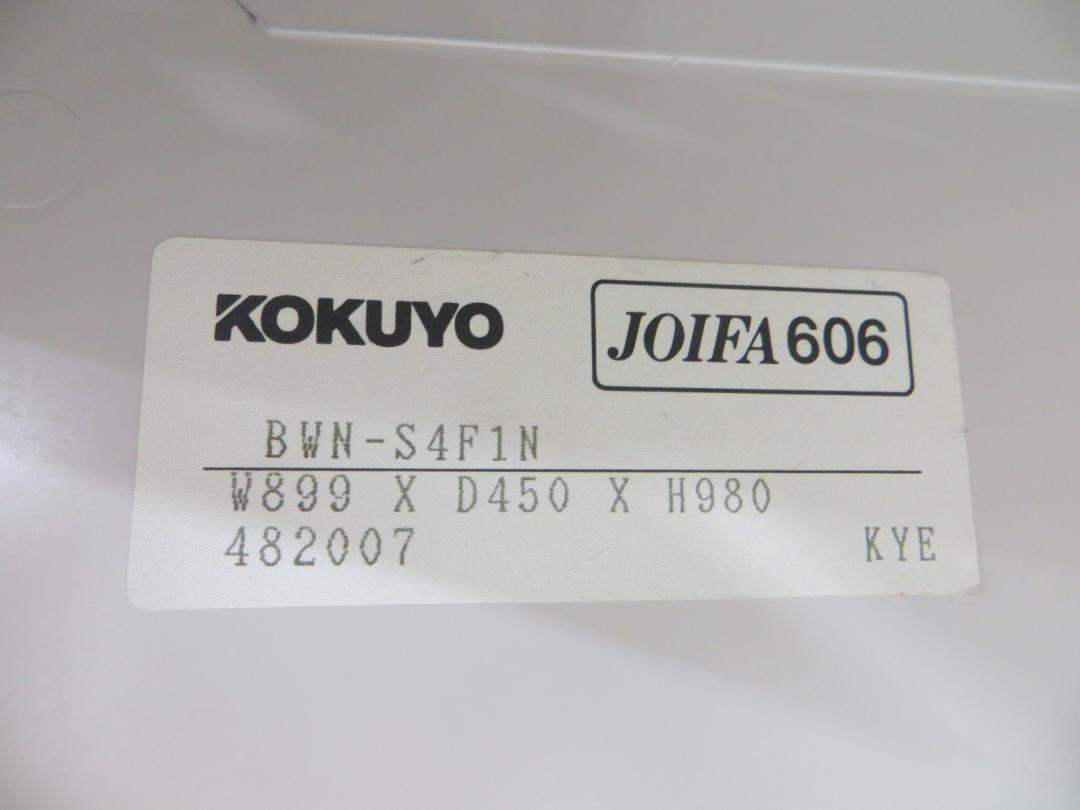 KOKUYO
JOIFA606
BWN-S4F1N
W899 X D450 X H980
482007 KYE